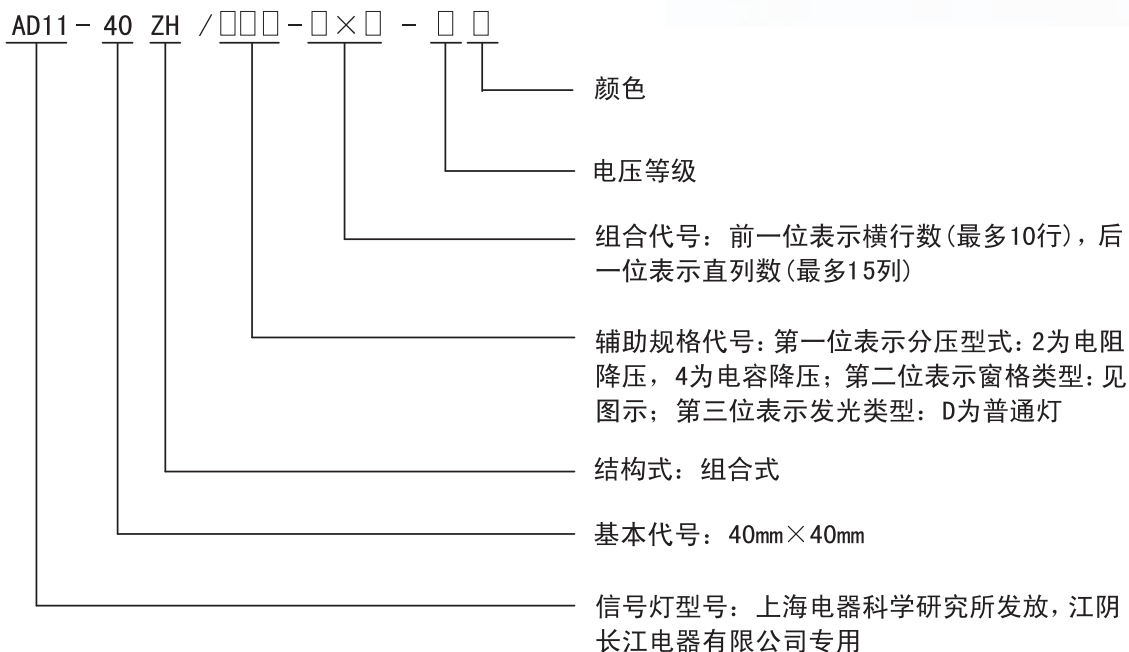 AD11-40 ZH /□□□-□×□-□□
颜色
电压等级
组合代号：前一位表示横行数(最多10行)，后
一位表示直列数(最多15列)
辅助规格代号：第一位表示分压型式：2为电阻
降压，4为电容降压；第二位表示窗格类型：见
图示；第三位表示发光类型：D为普通灯
结构式：组合式
基本代号：40mm×40mm
信号灯型号：上海电器科学研究所发放，江阴
长江电器有限公司专用